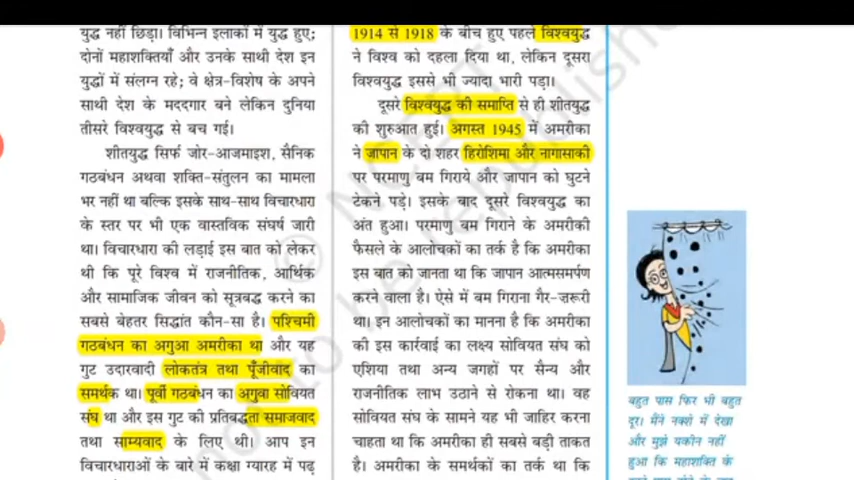 युद्ध नहीं छिड़ा। विभिन्न इलाकों में युद्ध हुए;
दोनों महाशक्तियाँ और उनके साथी देश इन
युद्धों में संलग्न रहे; वे क्षेत्र-विशेष के अपने
साथी देश के मददगार बने लेकिन दुनिया
तीसरे विश्वयुद्ध से बच गई।
शीतयुद्ध सिर्फ जोर-आजमाइश, सैनिक
गठबंधन अथवा शक्ति-संतुलन का मामला
भर नहीं था बल्कि इसके साथ-साथ विचारधारा
के स्तर पर भी एक वास्तविक संघर्ष जारी
था। विचारधारा की लड़ाई इस बात को लेकर
थी कि पूरे विश्व में राजनीतिक, आर्थिक
और सामाजिक जीवन को सूत्रबद्ध करने का
सबसे बेहतर सिद्धांत कौन-सा है। पश्चिमी
गठबंधन का अगुआ अमरीका था और यह
गुट उदारवादी लोकतंत्र तथा पूँजीवाद का
समर्थक था। पूर्वी गठबंधन का अगुवा सोवियत
संघ था और इस गुट की प्रतिबद्धता समाजवाद
तथा साम्यवाद के लिए थी। आप इन
विचारधाराओं के बारे में कक्षा ग्यारह में पढ़
1914 से 1918 के बीच हुए पहले विश्वयुद्ध
ने विश्व को दहला दिया था, लेकिन दूसरा
विश्वयुद्ध इससे भी ज्यादा भारी पड़ा।
दूसरे विश्वयुद्ध की समाप्ति से ही शीतयुद्ध
की शुरुआत हुई। अगस्त 1945 में अमरीका
ने जापान के दो शहर हिरोशिमा और नागासाकी
पर परमाणु बम गिराये और जापान को घुटने
टेकने पड़े। इसके बाद दूसरे विश्वयुद्ध का
अंत हुआ। परमाणु बम गिराने के अमरीकी
फैसले के आलोचकों का तर्क है कि अमरीका
इस बात को जानता था कि जापान आत्मसमर्पण
करने वाला है। ऐसे में बम गिराना गैर-जरूरी
था। इन आलोचकों का मानना है कि अमरीका
की इस कार्रवाई का लक्ष्य सोवियत संघ को
एशिया तथा अन्य जगहों पर सैन्य और
राजनीतिक लाभ उठाने से रोकना था। वह
सोवियत संघ के सामने यह भी जाहिर करना
चाहता था कि अमरीका ही सबसे बड़ी ताकत
है। अमरीका के समर्थकों का तर्क था कि
बहुत पास फिर भी बहुत
दूर। मैंने नक्शे में देखा
और मुझे यकीन नहीं
हुआ कि महाशक्ति के
© NCERT
not to be republished